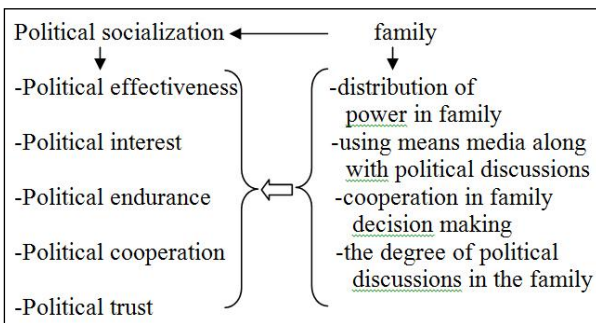 Political socialization
family
-Political effectiveness
-Political interest
-Political endurance
-Political cooperation
-Political trust
-distribution of
power in family
-using means media along
with political discussions
-cooperation in family
decision making
-the degree of political
discussions in the family